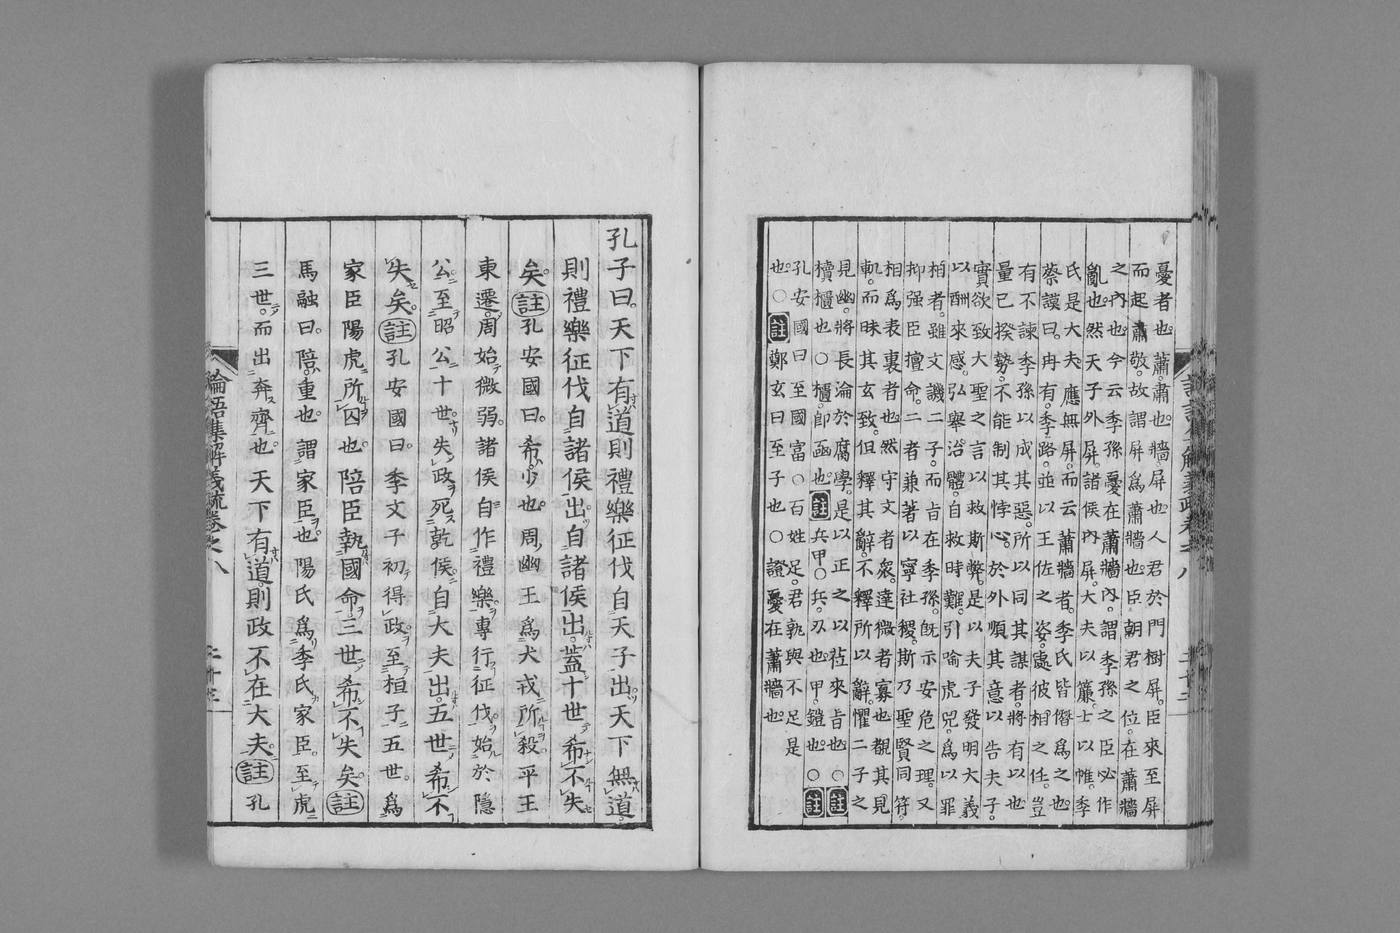 憂者也。蕭肅也。牆屏也人君於門樹屏。臣來至屏
而起肅敬。故謂屏爲蕭牆也。臣朝君之位。在蕭牆
之內也今云季孫憂在蕭牆內。謂季孫之臣必作
亂也然天子外屏。諸侯內屏。大夫以簾。士以帷。季
氏是大夫應無屏。而云蕭牆者。季氏皆僭爲之也
蔡謨曰。冉有。季路。並以王佐之姿。處彼相之任。豈
有不諫季孫以成其惡。所以同其謀者。將有以也
量已揆勢。不能制其悖心。於外順其意以告夫子。
實欲致大聖之言以救斯弊。是以夫子發明大義
以酬來感。弘舉治體。自救時難。引喻虎兕。爲以罪
相者。雖文譏二子。而旨在季孫。旣示安危之理。又
抑强臣擅命。二者兼著以寧社稷。斯乃聖賢同符。
相爲表裏者也然守文者衆。達微者寡也覩其見
軌。而昧其玄致。但釋其辭。不釋所以辭。懼二子之
見幽。將長淪於腐學。是以正之以莅來旨也○註
櫝櫃也○櫃。卽函也。註兵甲○兵。刃也甲。鎧也。○註
孔安國曰至國富○百姓足。君孰與不足是
也。○註鄭玄曰至子也○證憂在蕭牆也。
孔子曰。天下有道則禮樂征伐自天子出。天下無道。
則禮樂征伐自諸侯出自諸侯出。蓋十世希不失
矣。註孔安國曰。希。少也。周幽王爲犬戎所殺。平王
東遷。周始微弱。諸侯自作禮樂。專行征伐。始於隱
公。至昭公十世。失政死乾侯。自大夫出。五世希不
失矣。註孔安國曰。季文子初得政。至桓子五世。爲
家臣陽虎所囚也。陪臣執國命三世希不失矣。註
馬融曰。陪。重也。謂家臣也。陽氏爲季氏家臣。至虎
三世。而出奔齊也。天下有道則政不在大夫。註孔
論語集解義疏卷之八